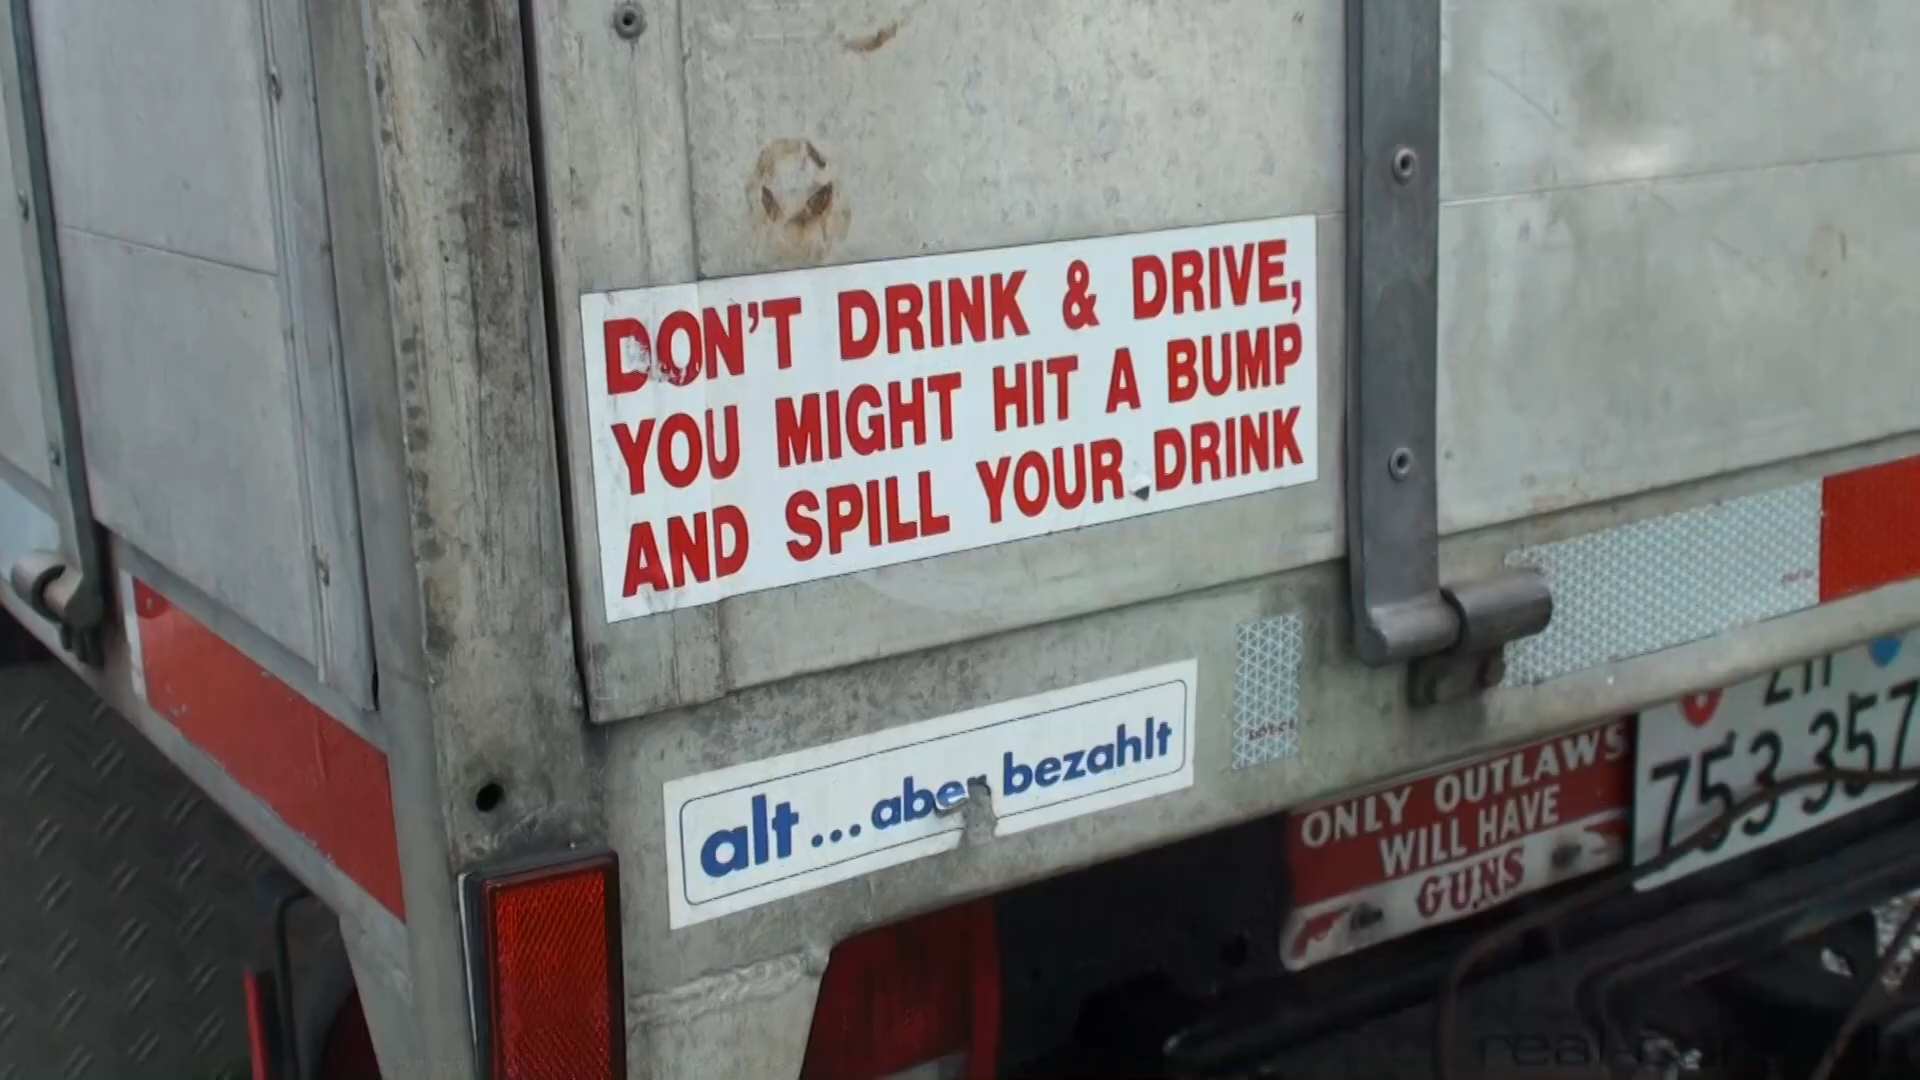 DON'T DRINK & DRIVE,
YOU MIGHT HIT A BUMP
AND SPILL YOUR DRINK
alt... aber bezahlt
ONLY OUTLAWS
WILL HAVE
GUNS
ZH
753 357